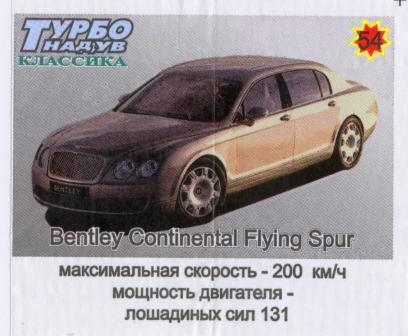 ТУРБО
НАДУВ
КЛАССИКА
54
BENTLEY
Bentley Continental Flying Spur
максимальная скорость - 200 км/ч
мощность двигателя -
лошадиных сил 131